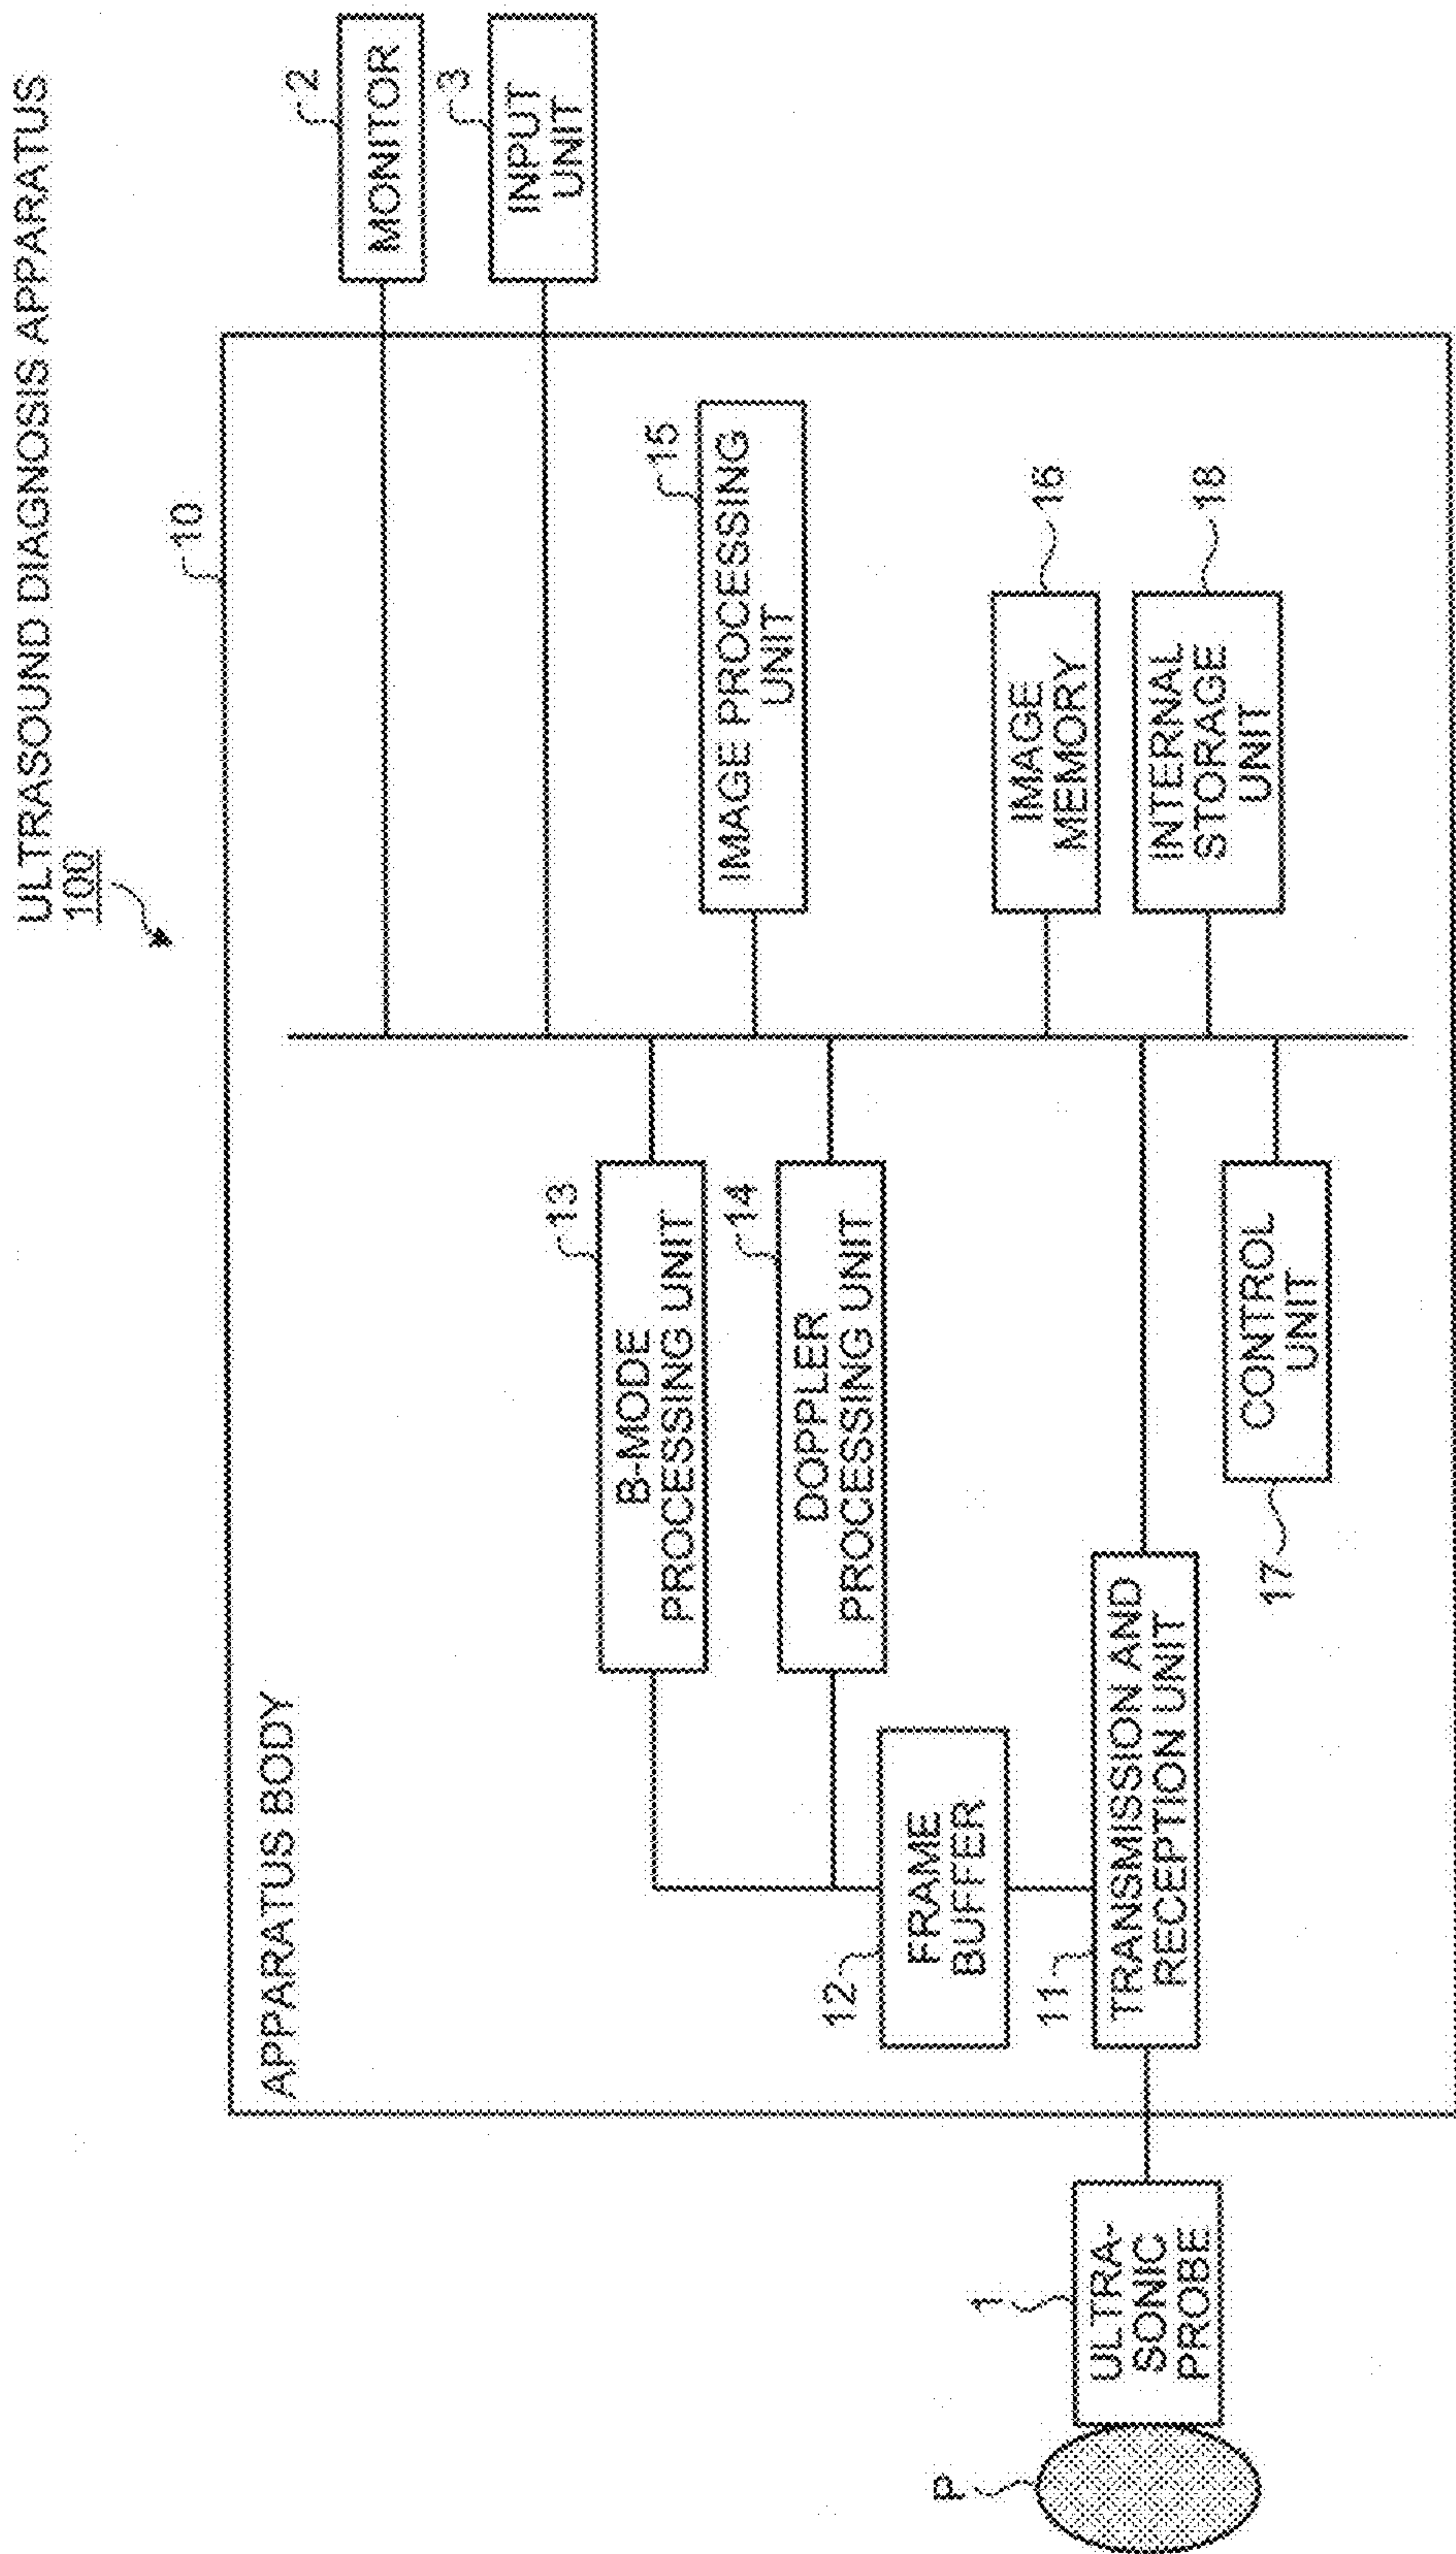 ULTRASOUND DIAGNOSIS APPARATUS
100
10
APPARATUS BODY
2
MONITOR
3
INPUT
UNIT
13
B-MODE
PROCESSING UNIT
14
DOPPLER
PROCESSING UNIT
15
IMAGE PROCESSING
UNIT
12
FRAME
BUFFER
16
IMAGE
MEMORY
11
TRANSMISSION AND
RECEPTION UNIT
18
INTERNAL
STORAGE
UNIT
17
CONTROL
UNIT
P
1
ULTRA-
SONIC
PROBE